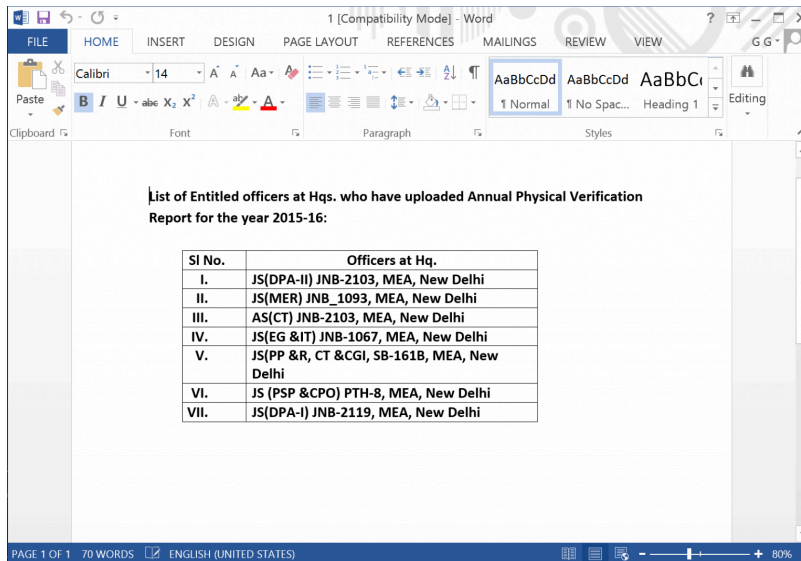 1 [Compatibility Mode] - Word
?
FILE HOME INSERT DESIGN PAGE LAYOUT REFERENCES MAILINGS REVIEW VIEW G G
Calibri 14 A A Aa
AaBbCcDd AaBbCcDd AaBbC
Paste B I U abc X₂ X² A ab A
¶ Normal ¶ No Spac... Heading 1 Editing
Clipboard Font Paragraph Styles
List of Entitled officers at Hqs. who have uploaded Annual Physical Verification
Report for the year 2015-16:
Sl No. Officers at Hq.
I. JS(DPA-II) JNB-2103, MEA, New Delhi
II. JS(MER) JNB_1093, MEA, New Delhi
III. AS(CT) JNB-2103, MEA, New Delhi
IV. JS(EG &IT) JNB-1067, MEA, New Delhi
V. JS(PP &R, CT &CGI, SB-161B, MEA, New
Delhi
VI. JS (PSP &CPO) PTH-8, MEA, New Delhi
VII. JS(DPA-I) JNB-2119, MEA, New Delhi
PAGE 1 OF 1 70 WORDS ENGLISH (UNITED STATES) 80%